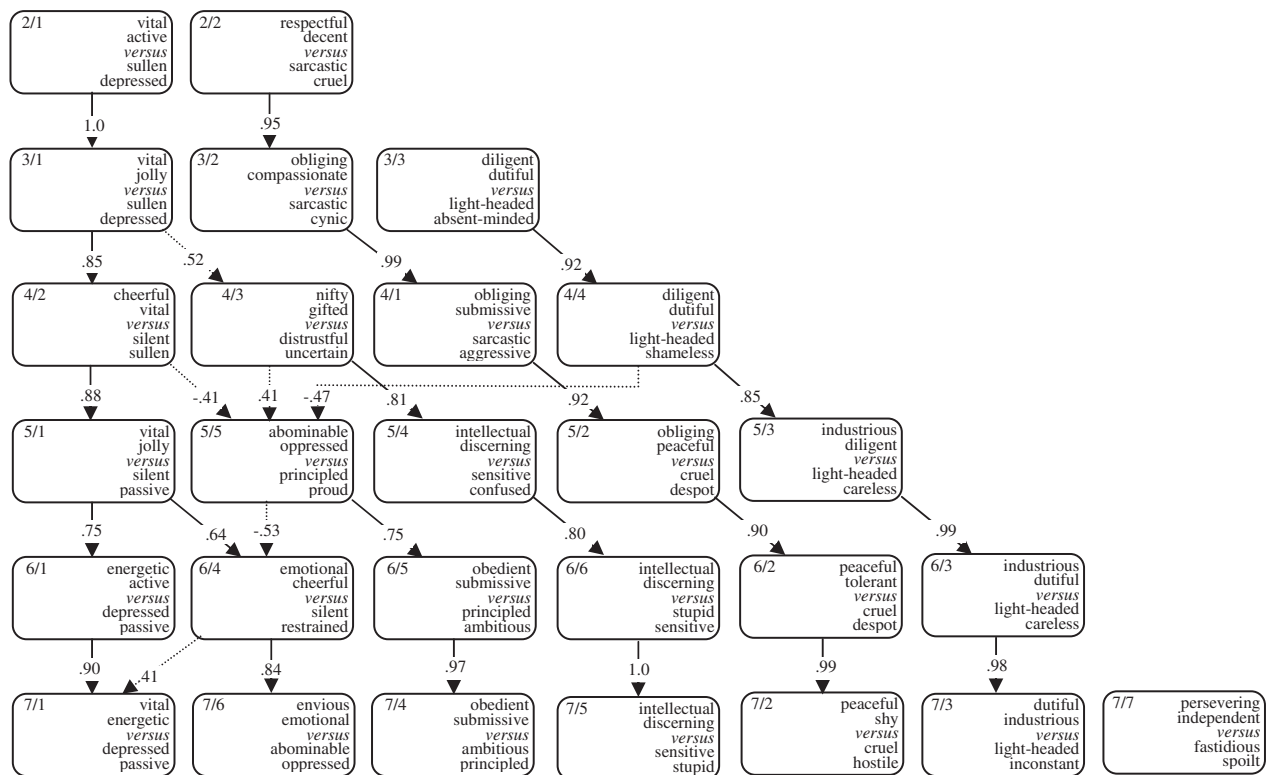 2/1 vital
active
versus
sullen
depressed
2/2 respectful
decent
versus
sarcastic
cruel
1.0
.95
3/1 vital
jolly
versus
sullen
depressed
3/2 obliging
compassionate
versus
sarcastic
cynic
3/3 diligent
dutiful
versus
light-headed
absent-minded
.85
.52
.99
.92
4/2 cheerful
vital
versus
silent
sullen
4/3 nifty
gifted
versus
distrustful
uncertain
4/1 obliging
submissive
versus
sarcastic
aggressive
4/4 diligent
dutiful
versus
light-headed
shameless
.88
-.41
.41
-.47
.81
.92
.85
5/1 vital
jolly
versus
silent
passive
5/5 abominable
oppressed
versus
principled
proud
5/4 intellectual
discerning
versus
sensitive
confused
5/2 obliging
peaceful
versus
cruel
despot
5/3 industrious
diligent
versus
light-headed
careless
.75
.64
-.53
.75
.80
.90
.99
6/1 energetic
active
versus
depressed
passive
6/4 emotional
cheerful
versus
silent
restrained
6/5 obedient
submissive
versus
principled
ambitious
6/6 intellectual
discerning
versus
stupid
sensitive
6/2 peaceful
tolerant
versus
cruel
despot
6/3 industrious
dutiful
versus
light-headed
careless
.90
.41
.84
.97
1.0
.99
.98
7/1 vital
energetic
versus
depressed
passive
7/6 envious
emotional
versus
abominable
oppressed
7/4 obedient
submissive
versus
ambitious
principled
7/5 intellectual
discerning
versus
sensitive
stupid
7/2 peaceful
shy
versus
cruel
hostile
7/3 dutiful
industrious
versus
light-headed
inconstant
7/7 persevering
independent
versus
fastidious
spoilt